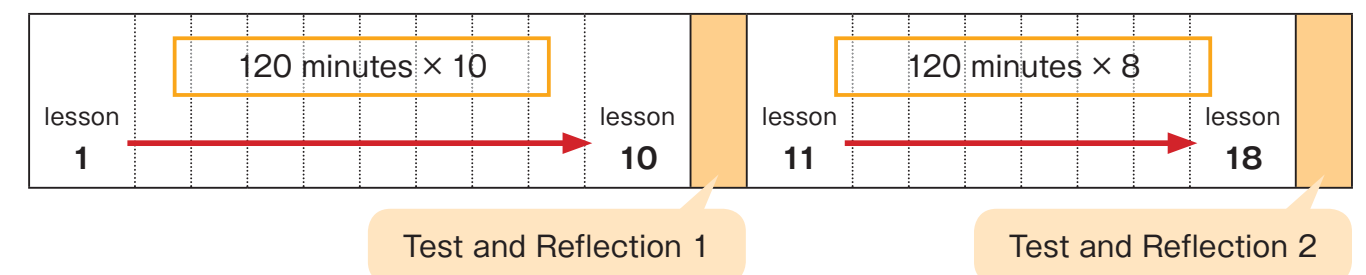 120 minutes × 10
120 minutes × 8
lesson
1
lesson
10
lesson
11
lesson
18
Test and Reflection 1
Test and Reflection 2